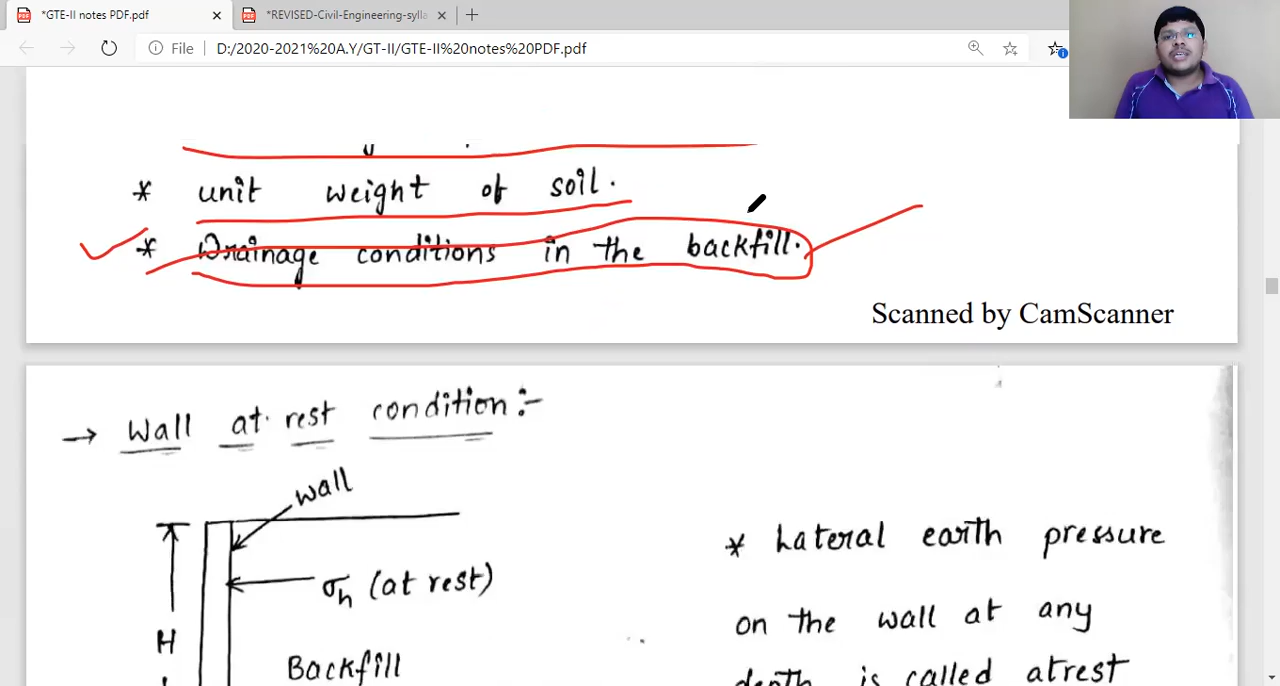 *GTE-II notes PDF.pdf
*REVISED-Civil-Engineering-sylla
File
D:/2020-2021%20A.Y/GT-II/GTE-II%20notes%20PDF.pdf
* unit weight of soil.
* Drainage conditions in the backfill.
Scanned by CamScanner
→ Wall at rest condition:-
wall
* Lateral earth pressure
σh (at rest)
on the wall at any
H
Backfill
depth is called atrest